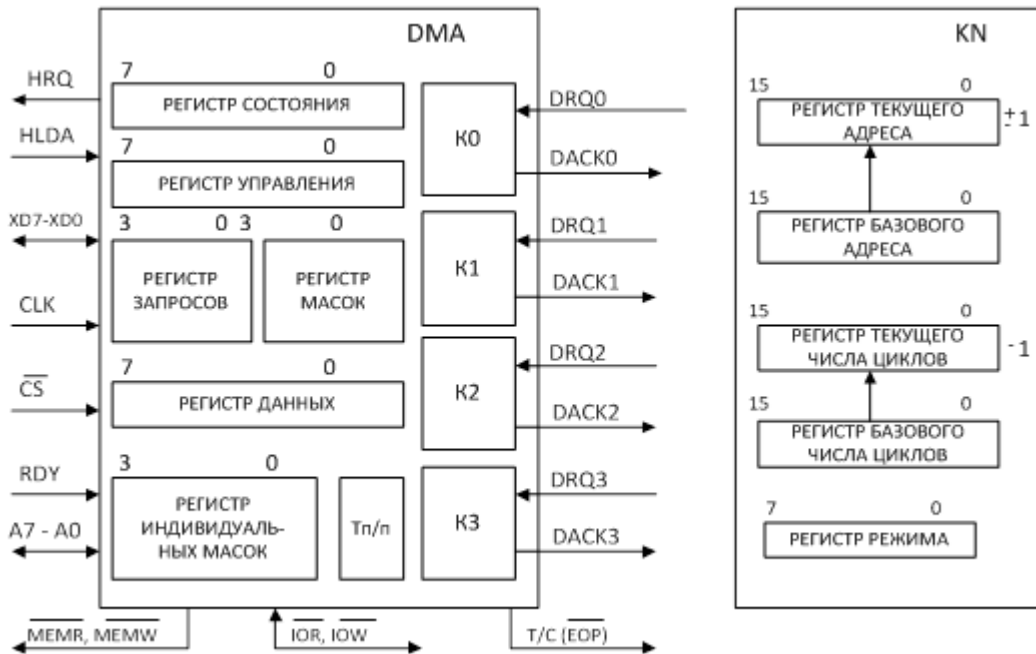 DMA
HRQ
HLDA
XD7-XD0
CLK
CS
RDY
A7 - A0
7 0
РЕГИСТР СОСТОЯНИЯ
7 0
РЕГИСТР УПРАВЛЕНИЯ
3 0
РЕГИСТР
ЗАПРОСОВ
3 0
РЕГИСТР
МАСОК
7 0
РЕГИСТР ДАННЫХ
3 0
РЕГИСТР
ИНДИВИДУАЛЬ-
НЫХ МАСОК
Тп/п
К0
К1
К2
К3
DRQ0
DACK0
DRQ1
DACK1
DRQ2
DACK2
DRQ3
DACK3
MEMR, MEMW
IOR, IOW
T/C (EOP)
KN
15 0
РЕГИСТР ТЕКУЩЕГО
АДРЕСА
±1
15 0
РЕГИСТР БАЗОВОГО
АДРЕСА
15 0
РЕГИСТР ТЕКУЩЕГО
ЧИСЛА ЦИКЛОВ
-1
15 0
РЕГИСТР БАЗОВОГО
ЧИСЛА ЦИКЛОВ
7 0
РЕГИСТР РЕЖИМА